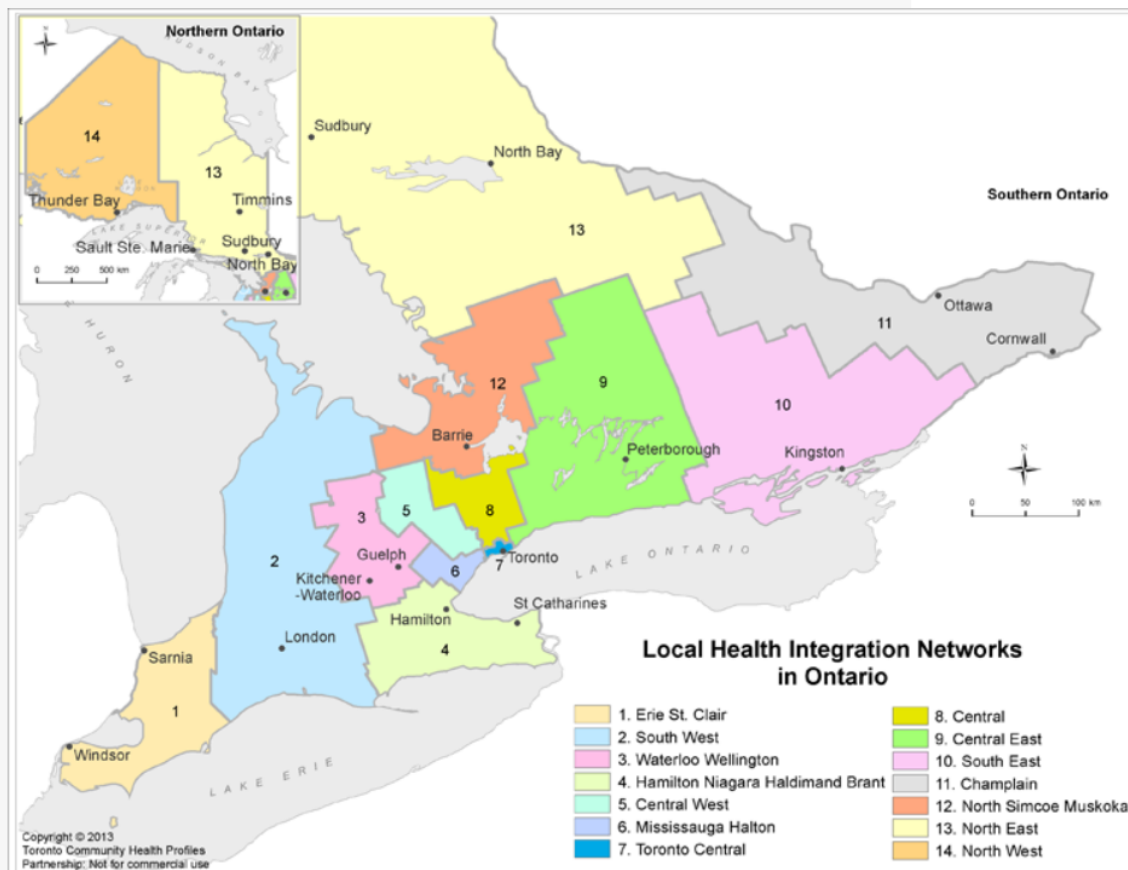 Northern Ontario
N
HUDSON BAY
14
13
Thunder Bay
Timmins
LAKE SUPERIOR
Sault Ste. Marie
Sudbury
North Bay
0 250 500 km
Sudbury
North Bay
Southern Ontario
13
HURON
Ottawa
11
Cornwall
12
9
10
Barrie
Peterborough
Kingston
N
0 50 100 km
5
8
3
2
Guelph
6
7
Toronto
LAKE ONTARIO
Kitchener
-Waterloo
Hamilton
St Catharines
London
4
Sarnia
1
Windsor
LAKE ERIE
Local Health Integration Networks
in Ontario
1. Erie St. Clair
2. South West
3. Waterloo Wellington
4. Hamilton Niagara Haldimand Brant
5. Central West
6. Mississauga Halton
7. Toronto Central
8. Central
9. Central East
10. South East
11. Champlain
12. North Simcoe Muskoka
13. North East
14. North West
Copyright © 2013
Toronto Community Health Profiles
Partnership: Not for commercial use